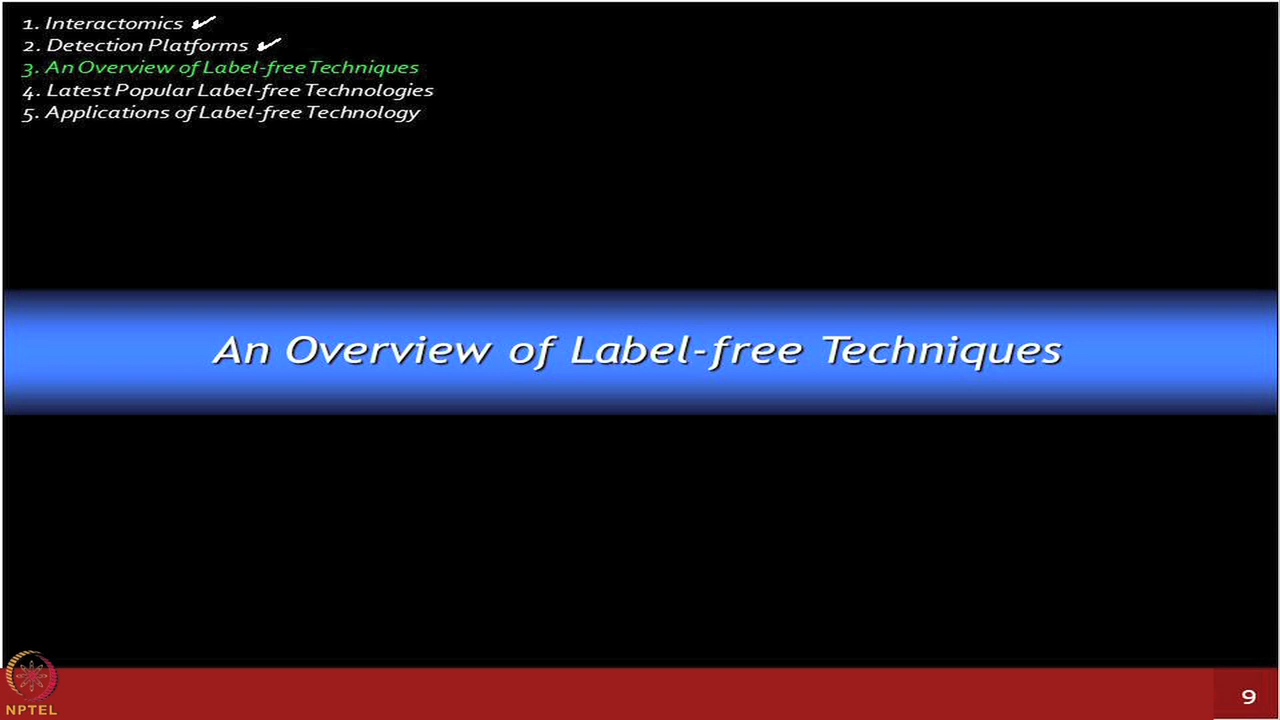 1. Interactomics ✔
2. Detection Platforms ✔
3. An Overview of Label-free Techniques
4. Latest Popular Label-free Technologies
5. Applications of Label-free Technology
An Overview of Label-free Techniques
NPTEL
9